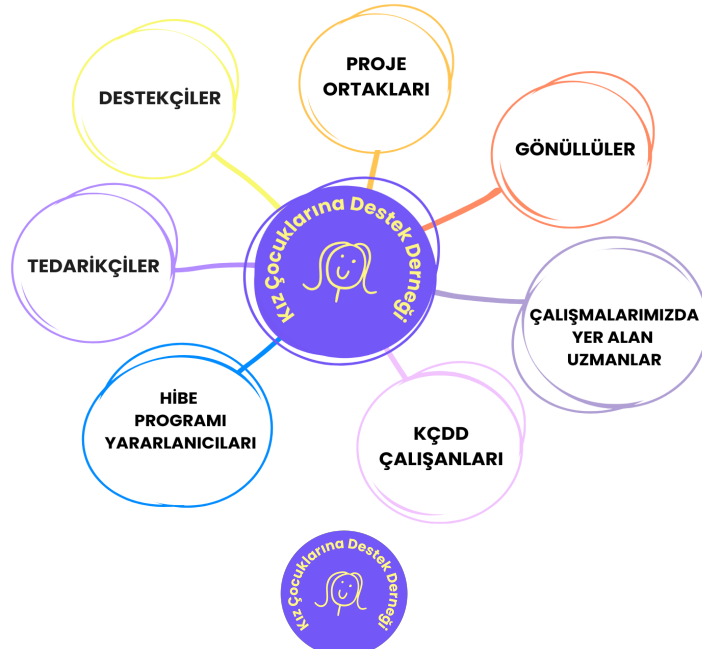 PROJE
ORTAKLARI
DESTEKÇİLER
GÖNÜLLÜLER
Kız Çocuklarına Destek Derneği
TEDARİKÇİLER
ÇALIŞMALARIMIZDA
YER ALAN
UZMANLAR
HİBE
PROGRAMI
YARARLANICILARI
KÇDD
ÇALIŞANLARI
Kız Çocuklarına Destek Derneği